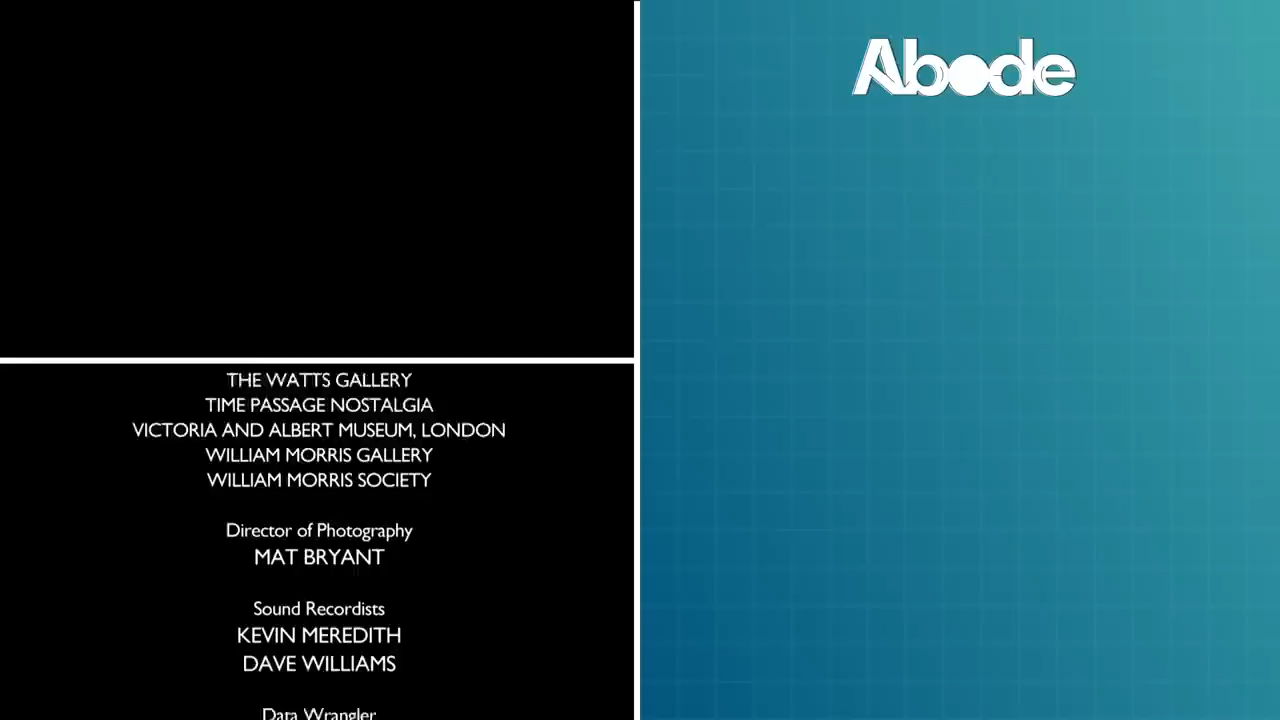 Abode
THE WATTS GALLERY
TIME PASSAGE NOSTALGIA
VICTORIA AND ALBERT MUSEUM, LONDON
WILLIAM MORRIS GALLERY
WILLIAM MORRIS SOCIETY
Director of Photography
MAT BRYANT
Sound Recordists
KEVIN MEREDITH
DAVE WILLIAMS
Data Wrangler